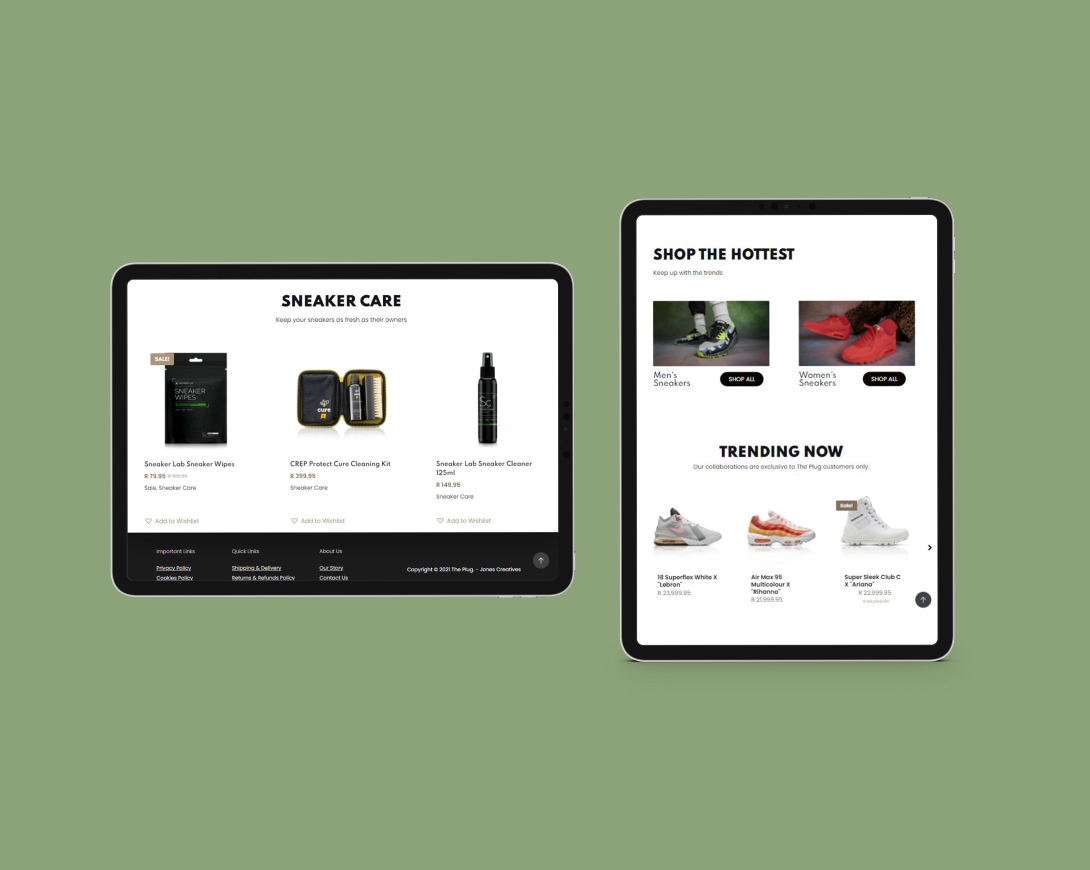 SNEAKER CARE
Keep your sneakers as fresh as their owners
SALE!
SNEAKER
WIPES
crep
cure
Sc
Sneaker Lab Sneaker Wipes
R 79.95
Sale, Sneaker Care
Add to Wishlist
CREP Protect Cure Cleaning Kit
R 399.95
Sneaker Care
Add to Wishlist
Sneaker Lab Sneaker Cleaner
125ml
R 149.95
Sneaker Care
Add to Wishlist
Important Links
Privacy Policy
Cookies Policy
Quick Links
Shipping & Delivery
Returns & Refunds Policy
About Us
Our Story
Contact Us
Copyright © 2021 The Plug. - Jones Creatives
SHOP THE HOTTEST
Keep up with the trends
Men's
Sneakers
SHOP ALL
Women's
Sneakers
SHOP ALL
TRENDING NOW
Our collaborations are exclusive to The Plug customers only.
18 Superflex White X
"Lebron"
R 23,999.95
Air Max 95
Multicolour X
"Rihanna"
R 21,999.95
Sale!
Super Sleek Club C
X "Ariana"
R 22,999.95